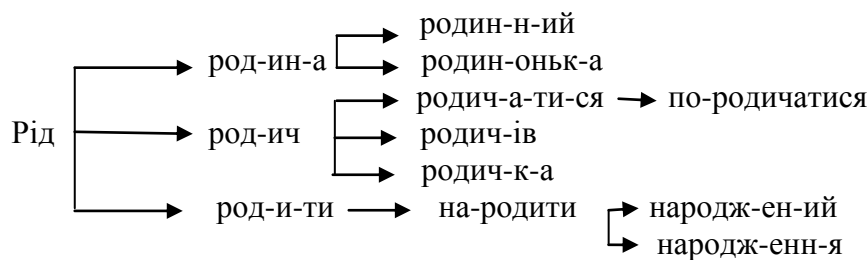 родин-н-ий
род-ин-а родин-оньк-а
родич-а-ти-ся по-родичатися
Рід род-ич родич-ів
родич-к-а
род-и-ти на-родити народж-ен-ий
народж-енн-я